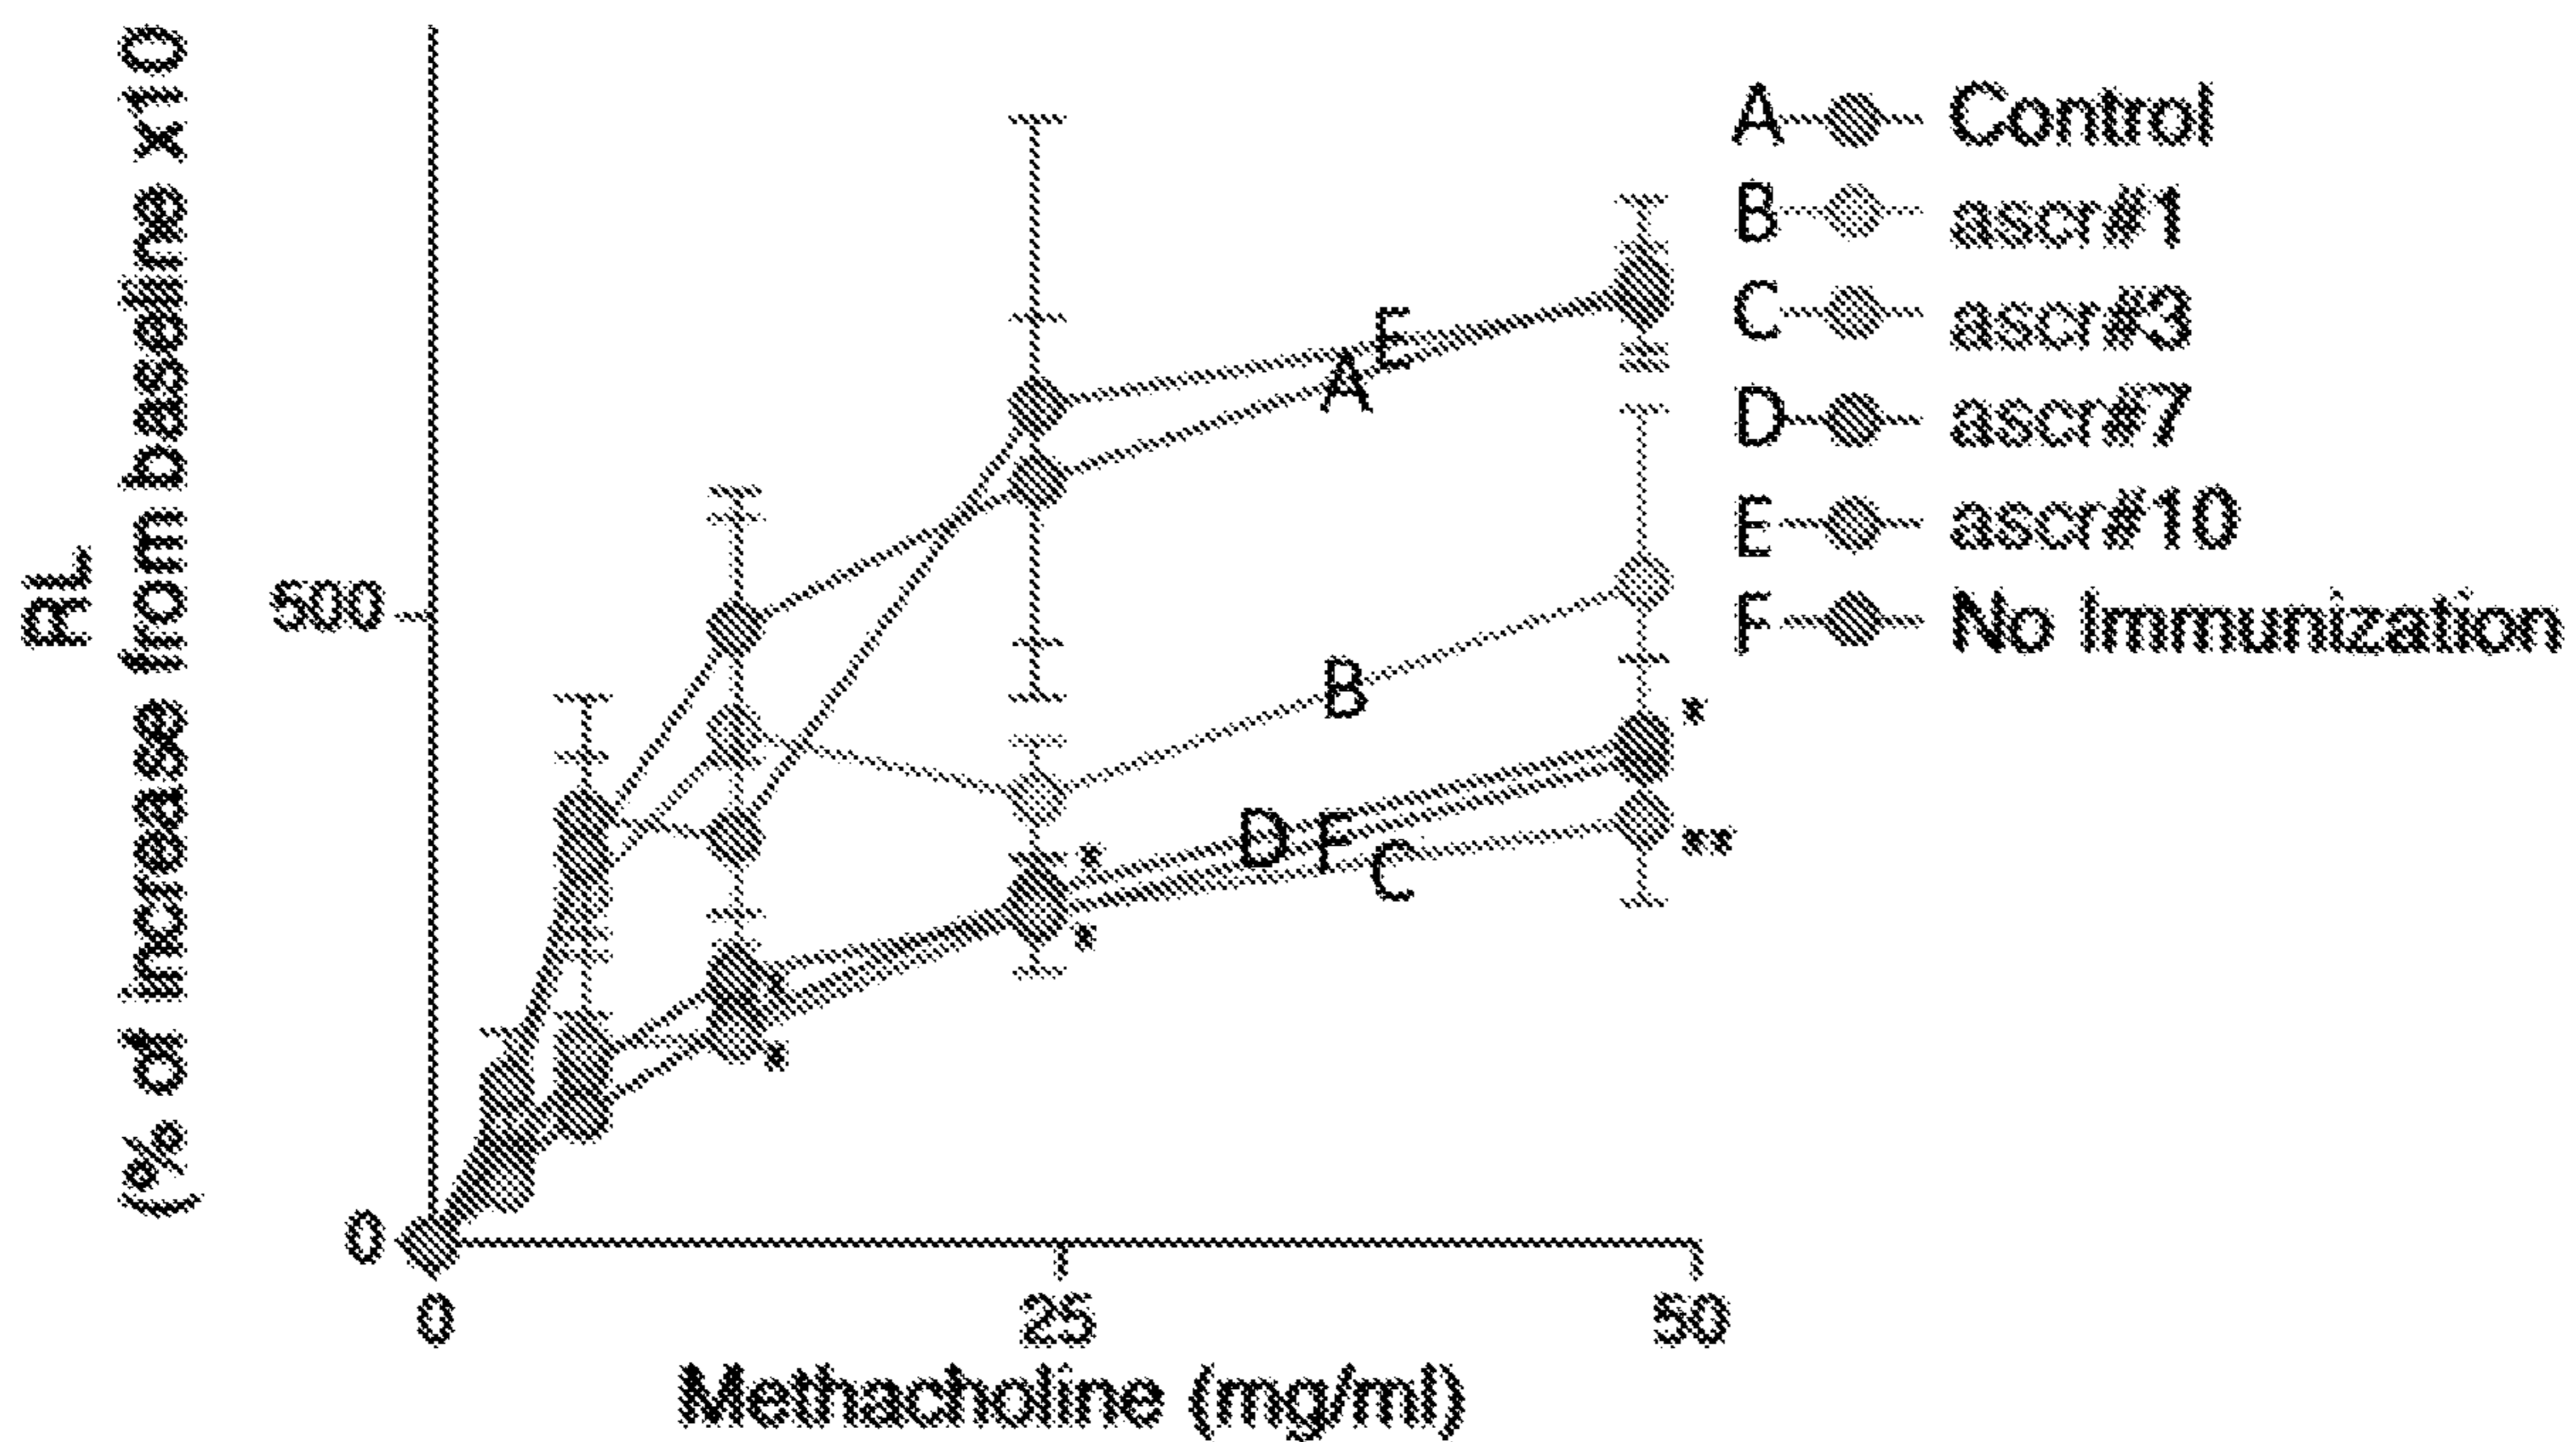 RL
(% of increase from baseline x10
500
0
0
25
50
Methacholine (mg/ml)
A Control
B ascr#1
C ascr#3
D ascr#7
E ascr#10
F No Immunization
E
A
B
D
F
C
*
**
*
*
*
*